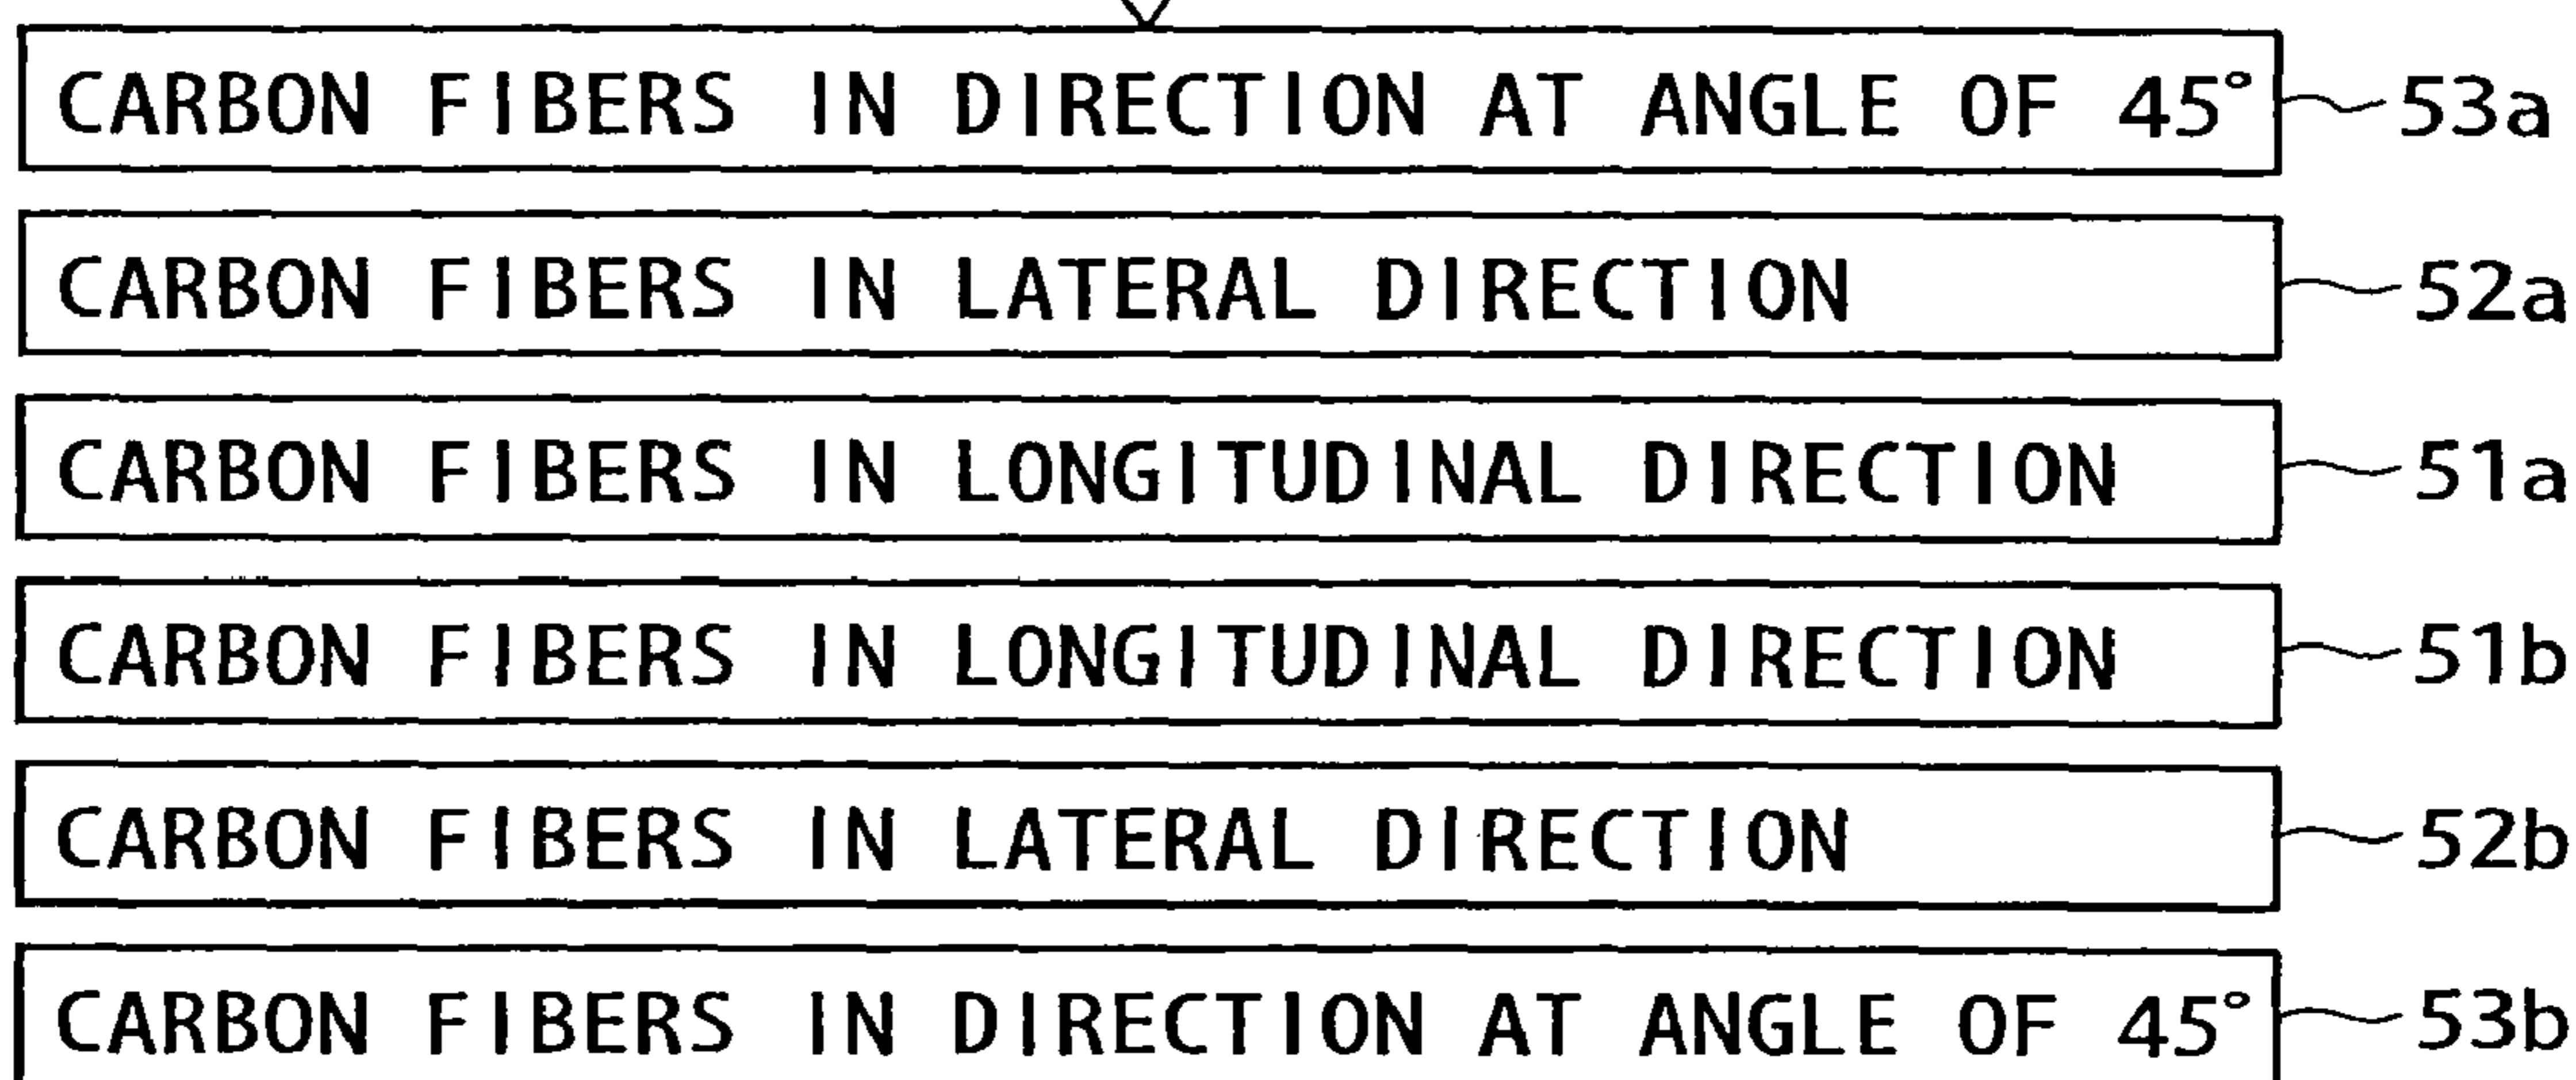 CARBON FIBERS IN DIRECTION AT ANGLE OF 45° 53a
CARBON FIBERS IN LATERAL DIRECTION 52a
CARBON FIBERS IN LONGITUDINAL DIRECTION 51a
CARBON FIBERS IN LONGITUDINAL DIRECTION 51b
CARBON FIBERS IN LATERAL DIRECTION 52b
CARBON FIBERS IN DIRECTION AT ANGLE OF 45° 53b